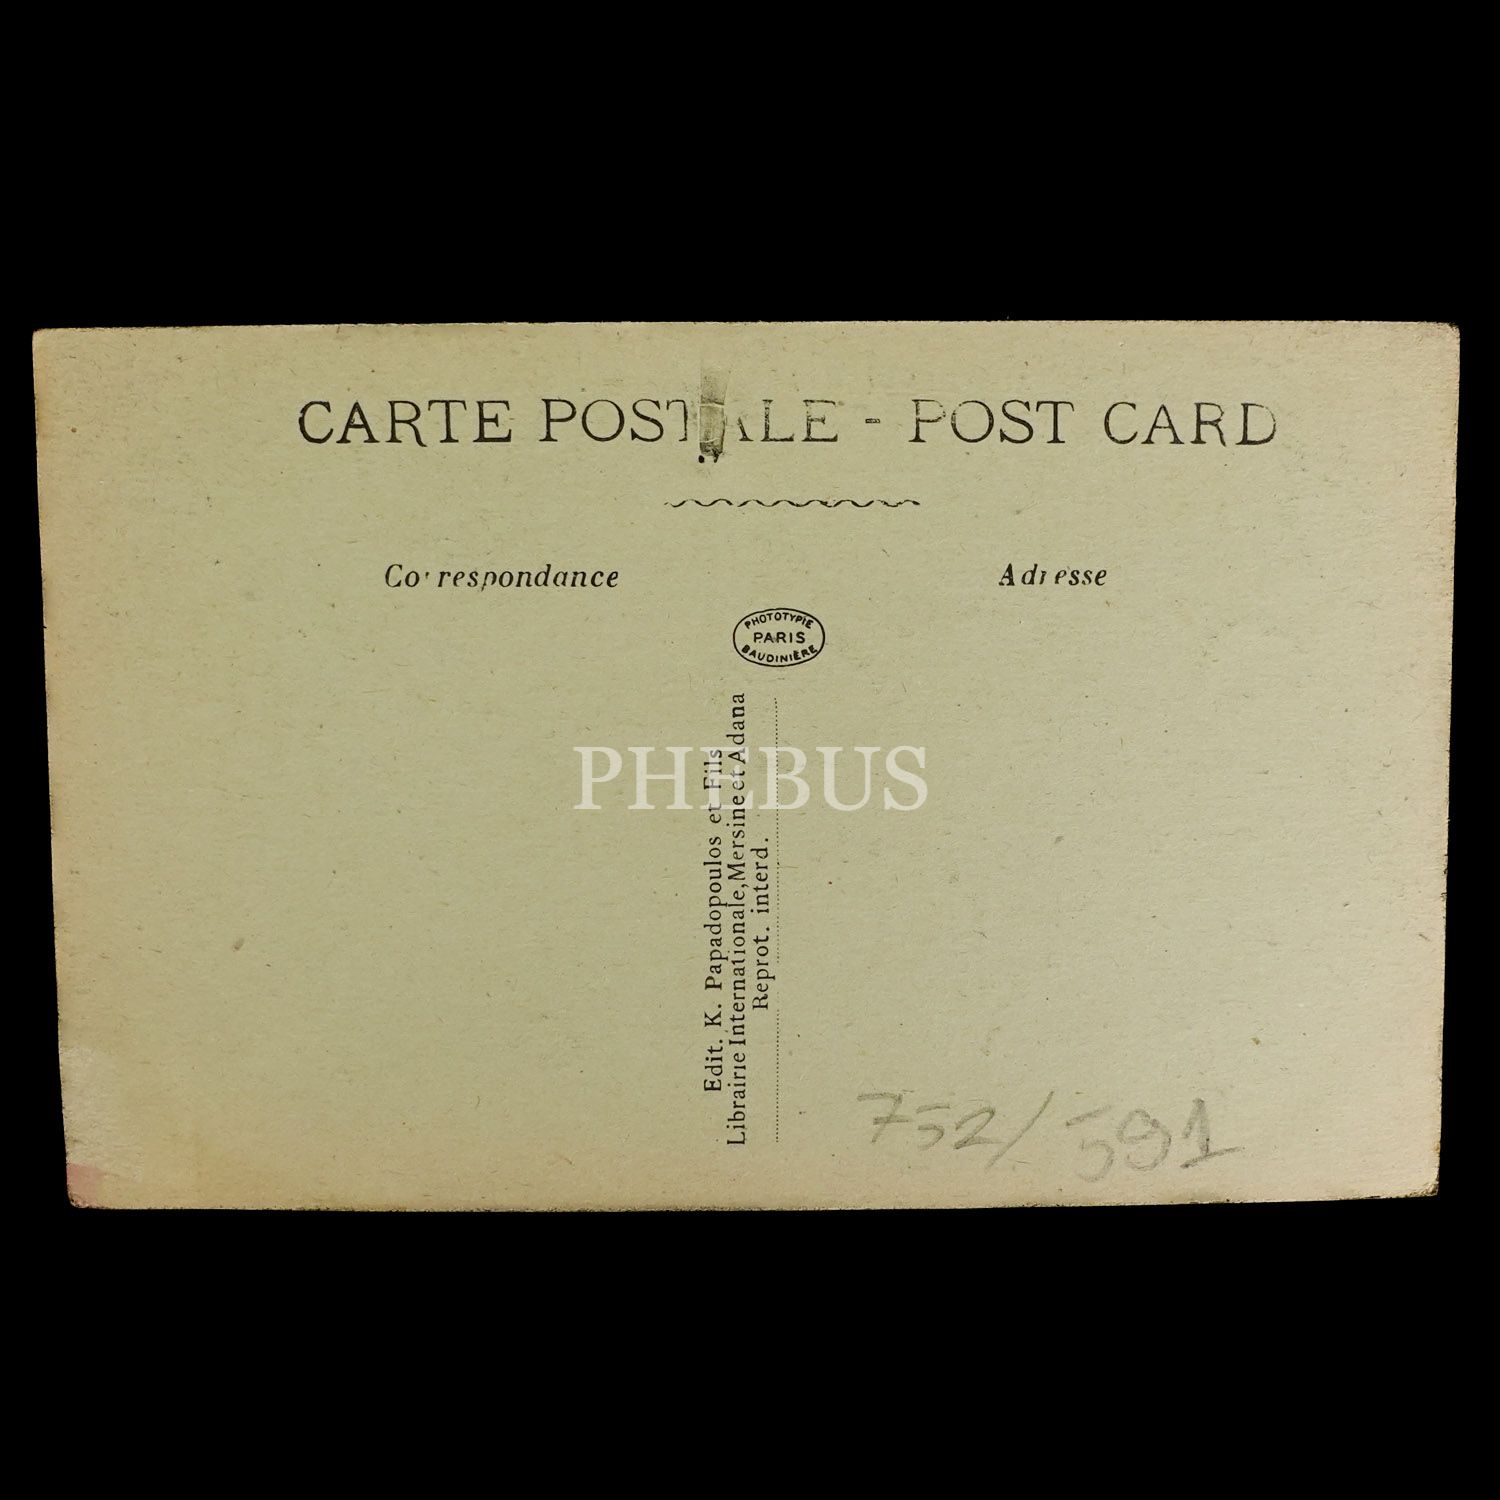 CARTE POSTALE - POST CARD
Correspondance
Adresse
PHOTOTYPIE
PARIS
BAUDINIÈRE
Edit. K. Papadopoulos et Fils
Librairie Internationale, Mersine et Adana
Reprot. interd.
PHEBUS
752/591